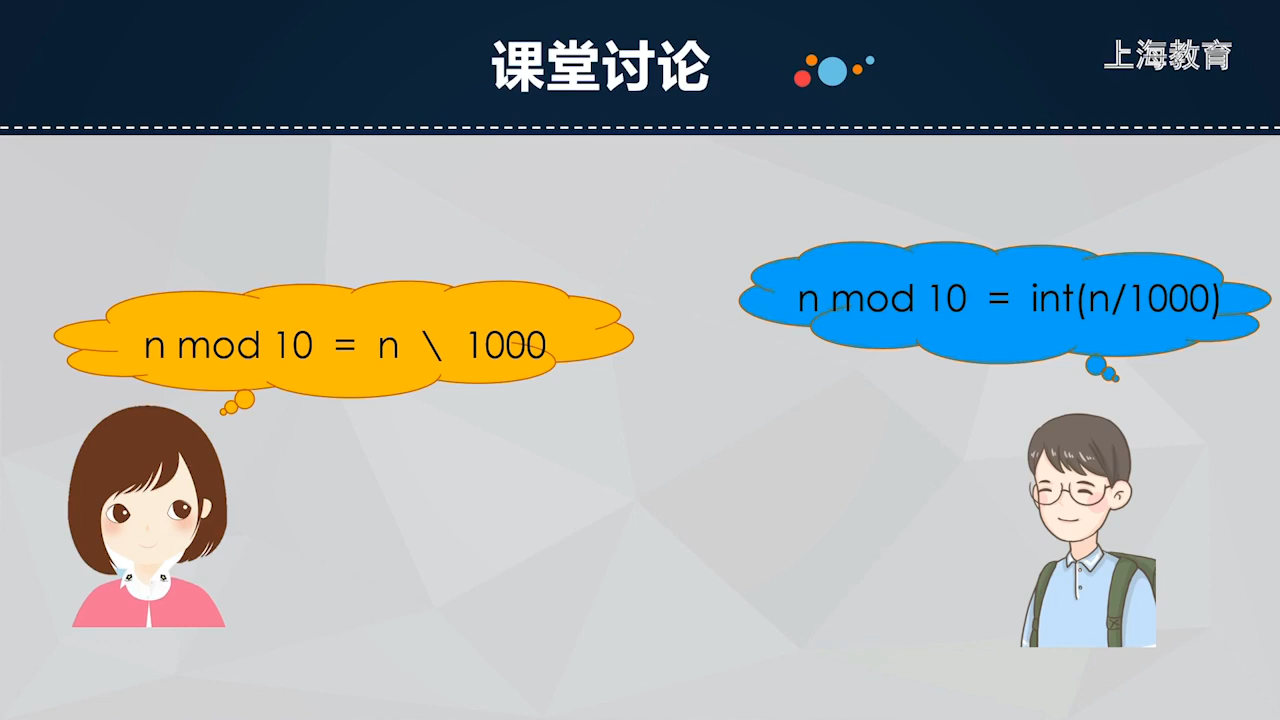 课堂讨论
上海教育
n mod 10 = n \ 1000
n mod 10 = int(n/1000)